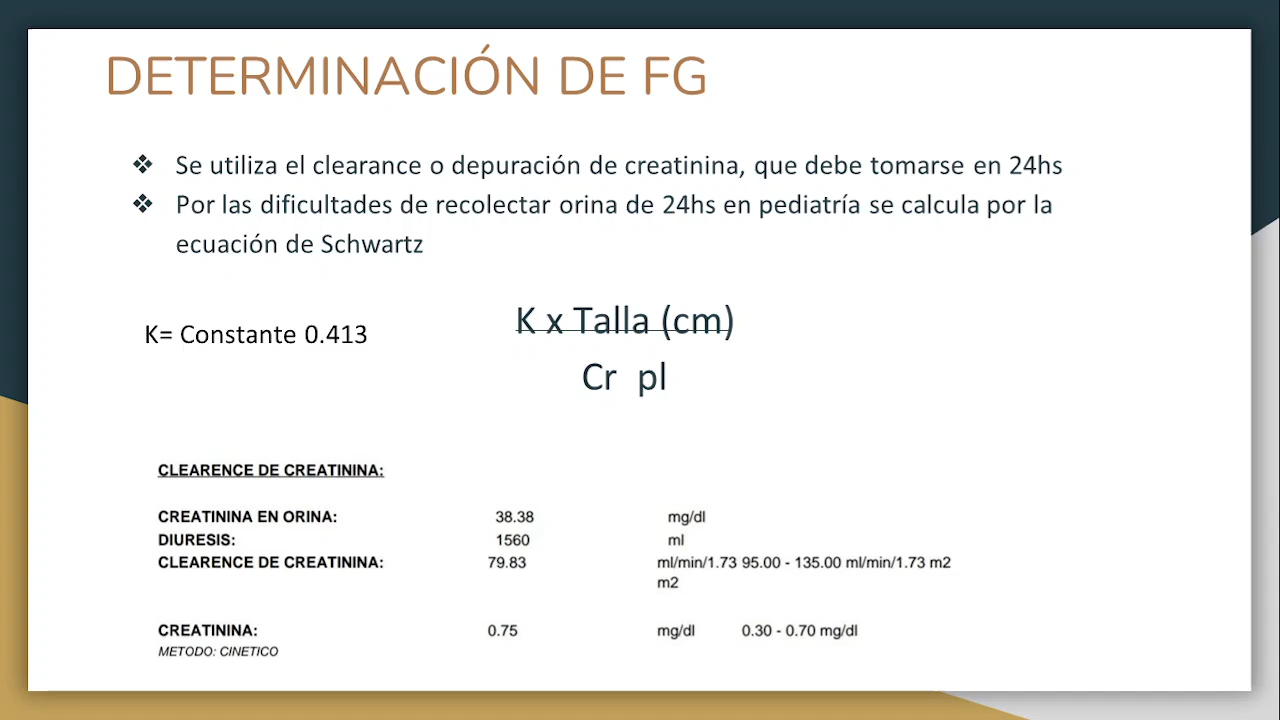 DETERMINACIÓN DE FG
❖ Se utiliza el clearance o depuración de creatinina, que debe tomarse en 24hs
❖ Por las dificultades de recolectar orina de 24hs en pediatría se calcula por la
ecuación de Schwartz
K= Constante 0.413
K x Talla (cm)
Cr pl
CLEARENCE DE CREATININA:
CREATININA EN ORINA: 38.38 mg/dl
DIURESIS: 1560 ml
CLEARENCE DE CREATININA: 79.83 ml/min/1.73 95.00 - 135.00 ml/min/1.73 m2
m2
CREATININA: 0.75 mg/dl 0.30 - 0.70 mg/dl
METODO: CINETICO